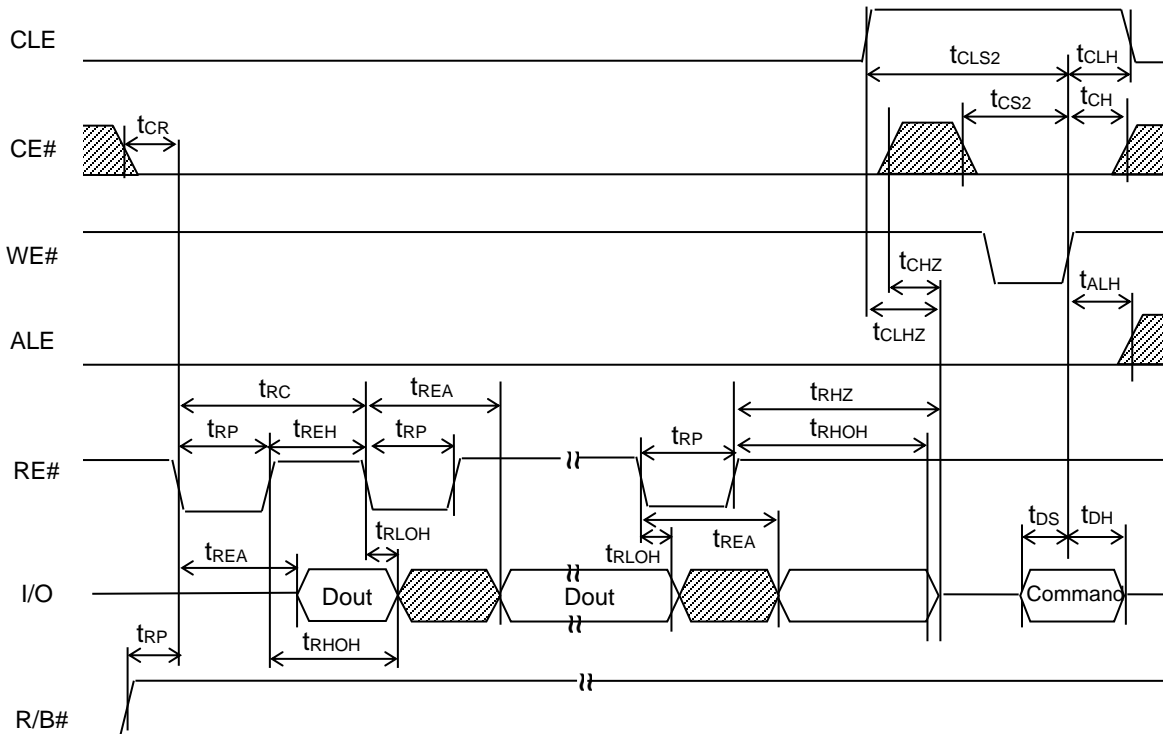 CLE
tCLS2
tCLH
tCS2
tCH
tCR
CE#
WE#
tCHZ
tALH
tCLHZ
ALE
tRC
tREA
tRHZ
tRP
tREH
tRP
tRP
tRHOH
RE#
tRLOH
tDS
tDH
tREA
tRLOH
tREA
I/O
Dout
Dout
Command
tRP
tRHOH
R/B#